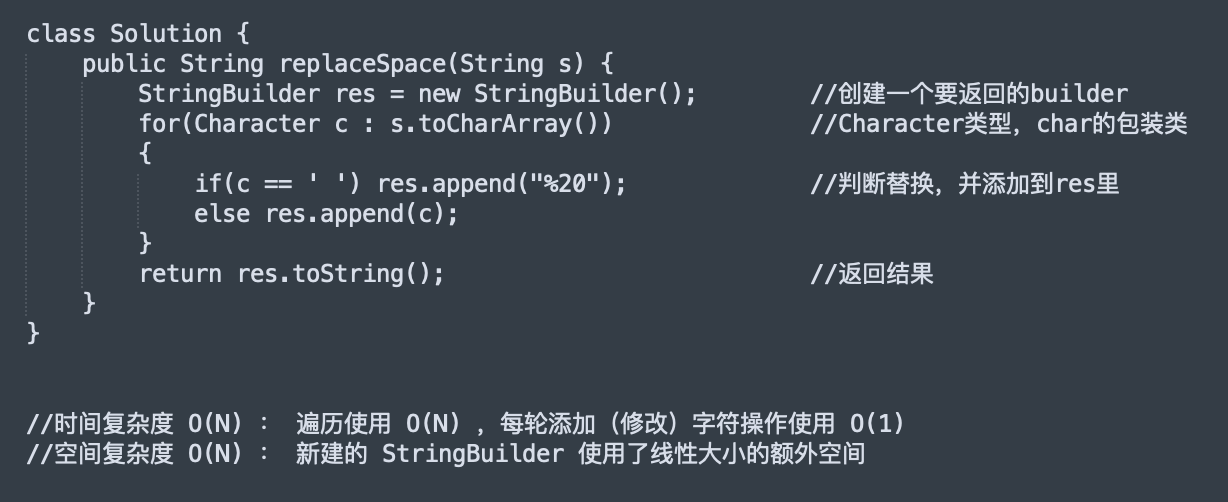 class Solution {
    public String replaceSpace(String s) {
        StringBuilder res = new StringBuilder();        //创建一个要返回的builder
        for(Character c : s.toCharArray())              //Character类型，char的包装类
        {
            if(c == ' ') res.append("%20");             //判断替换，并添加到res里
            else res.append(c);
        }
        return res.toString();                          //返回结果
    }
}
//时间复杂度 O(N) ： 遍历使用 O(N) ，每轮添加（修改）字符操作使用 O(1)
//空间复杂度 O(N) ： 新建的 StringBuilder 使用了线性大小的额外空间